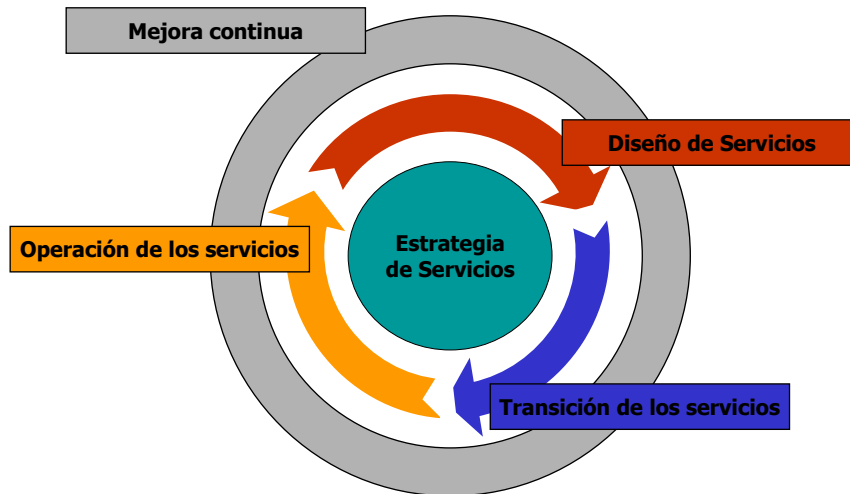 Mejora continua
Diseño de Servicios
Operación de los servicios
Estrategia
de Servicios
Transición de los servicios